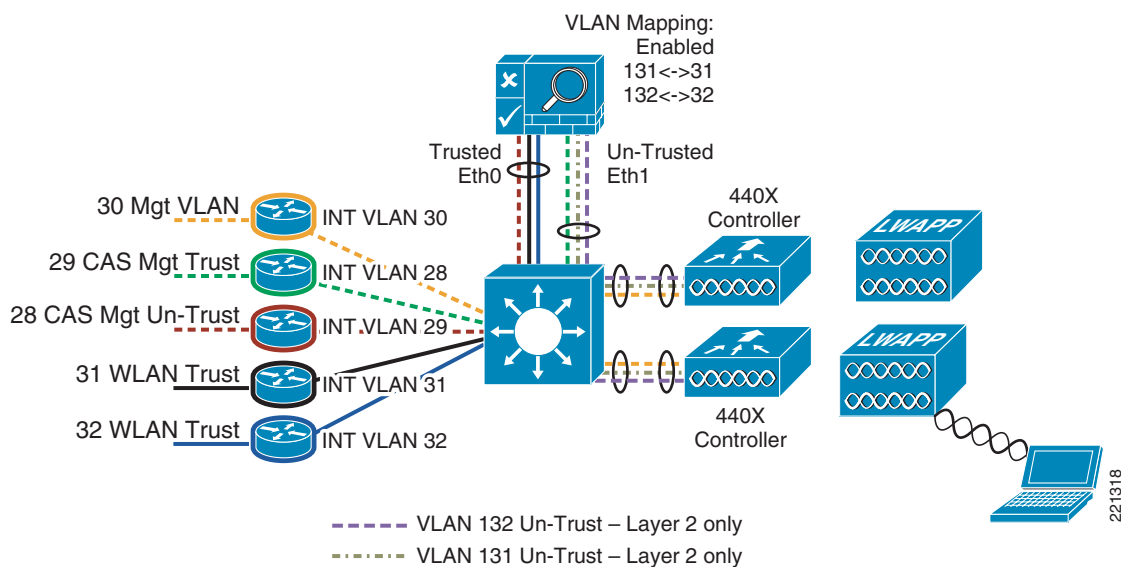 VLAN Mapping:
Enabled
131<->31
132<->32
Trusted
Eth0
Un-Trusted
Eth1
30 Mgt VLAN
INT VLAN 30
29 CAS Mgt Trust
INT VLAN 28
28 CAS Mgt Un-Trust
INT VLAN 29
31 WLAN Trust
INT VLAN 31
32 WLAN Trust
INT VLAN 32
440X
Controller
LWAPP
LWAPP
440X
Controller
VLAN 132 Un-Trust – Layer 2 only
VLAN 131 Un-Trust – Layer 2 only
221318